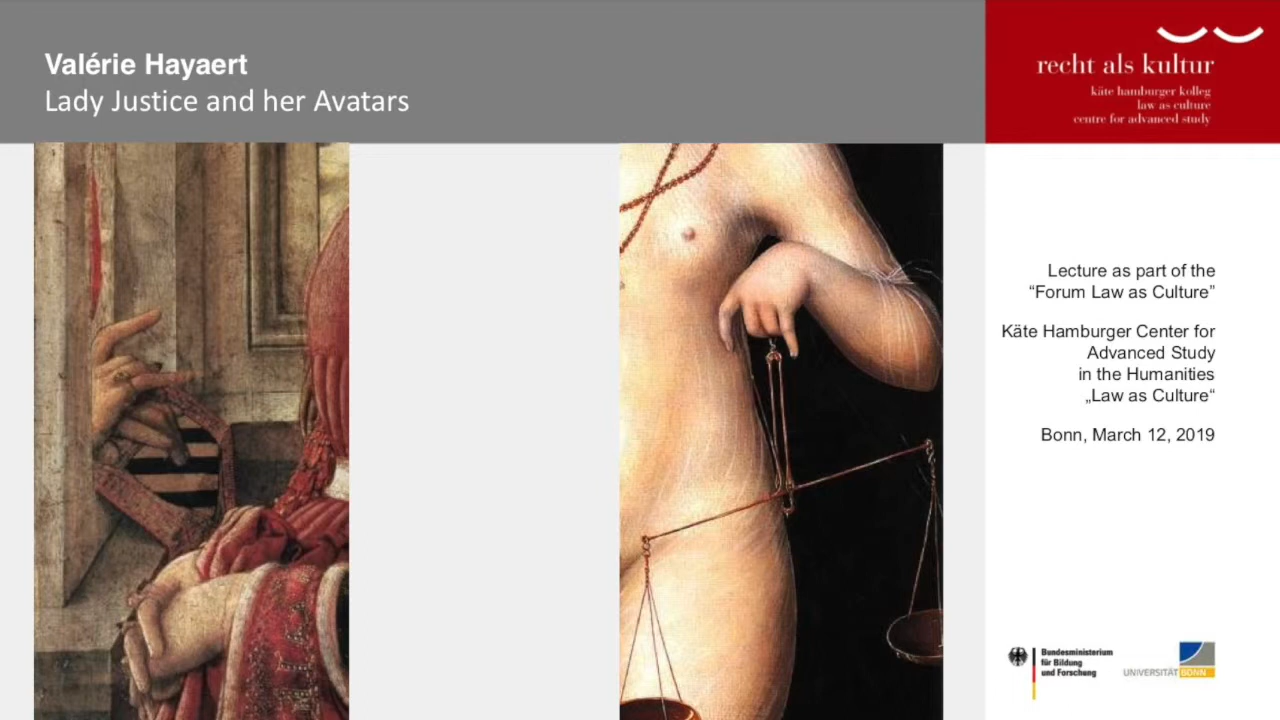 Valérie Hayaert
Lady Justice and her Avatars
recht als kultur
käte hamburger kolleg
law as culture
centre for advanced study
Lecture as part of the
“Forum Law as Culture”
Käte Hamburger Center for
Advanced Study
in the Humanities
„Law as Culture“
Bonn, March 12, 2019
Bundesministerium
für Bildung
und Forschung
UNIVERSITÄT BONN